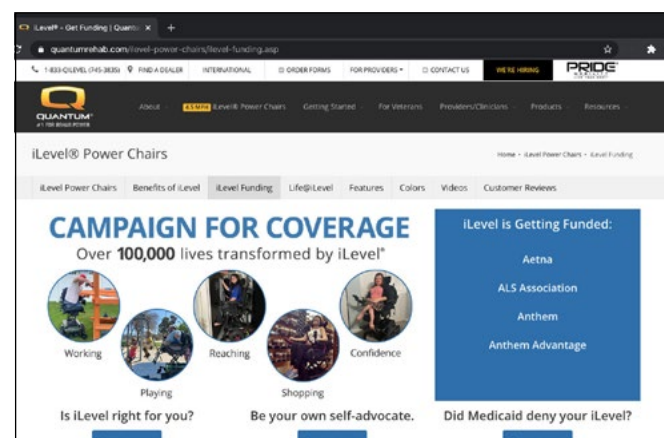 iLevel® - Get Funding | Quantu
quantumrehab.com/ilevel-power-chairs/ilevel-funding.asp
1-833-QLEVEL (745-3835) FIND A DEALER INTERNATIONAL ORDER FORMS FOR PROVIDERS CONTACT US WE'RE HIRING PRIDE
QUANTUM
About 4.5 MPH iLevel® Power Chairs Getting Started For Veterans Providers/Clinicians Products Resources
iLevel® Power Chairs
Home • iLevel Power Chairs • iLevel Funding
iLevel Power Chairs Benefits of iLevel iLevel Funding Life@iLevel Features Colors Videos Customer Reviews
CAMPAIGN FOR COVERAGE
Over 100,000 lives transformed by iLevel®
Working
Playing
Reaching
Shopping
Confidence
iLevel is Getting Funded:
Aetna
ALS Association
Anthem
Anthem Advantage
Is iLevel right for you?
Be your own self-advocate.
Did Medicaid deny your iLevel?